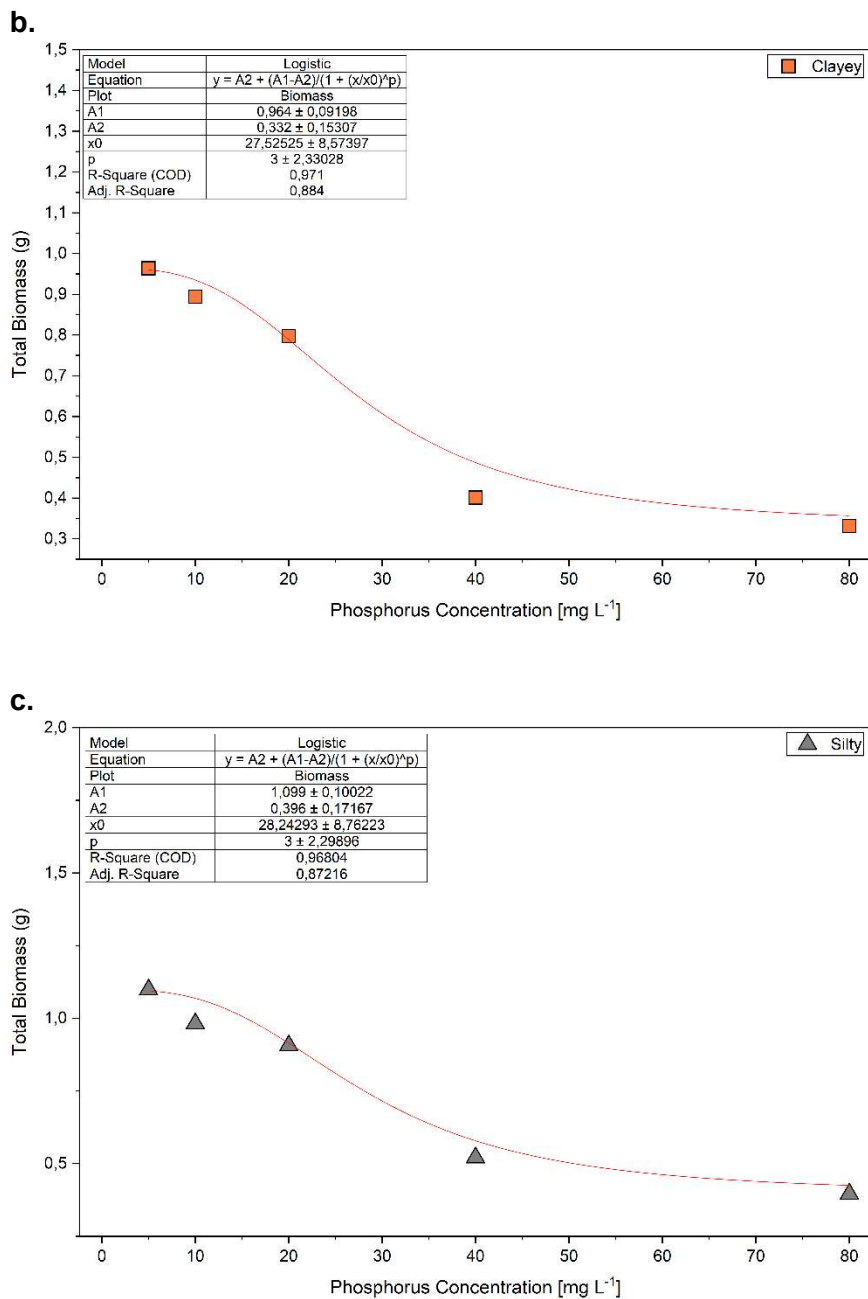 b.
Model Logistic
Equation y = A2 + (A1-A2)/(1 + (x/x0)^p)
Plot Biomass
A1 0,964 ± 0,09198
A2 0,332 ± 0,15307
x0 27,52525 ± 8,57397
p 3 ± 2,33028
R-Square (COD) 0,971
Adj. R-Square 0,884
Clayey
1,5
1,4
1,3
1,2
1,1
1,0
0,9
0,8
0,7
0,6
0,5
0,4
0,3
Total Biomass (g)
0 10 20 30 40 50 60 70 80
Phosphorus Concentration [mg L⁻¹]
c.
Model Logistic
Equation y = A2 + (A1-A2)/(1 + (x/x0)^p)
Plot Biomass
A1 1,099 ± 0,10022
A2 0,396 ± 0,17167
x0 28,24293 ± 8,76223
p 3 ± 2,29896
R-Square (COD) 0,96804
Adj. R-Square 0,87216
Silty
2,0
1,5
1,0
0,5
Total Biomass (g)
0 10 20 30 40 50 60 70 80
Phosphorus Concentration [mg L⁻¹]